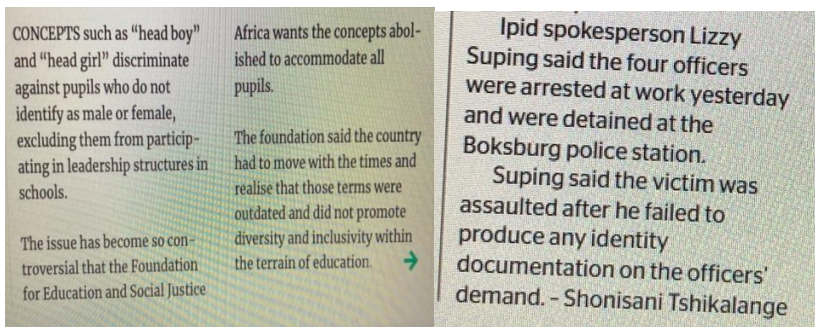 CONCEPTS such as “head boy”
and “head girl” discriminate
against pupils who do not
identify as male or female,
excluding them from particip-
ating in leadership structures in
schools.
The issue has become so con-
troversial that the Foundation
for Education and Social Justice
Africa wants the concepts abol-
ished to accommodate all
pupils.
The foundation said the country
had to move with the times and
realise that those terms were
outdated and did not promote
diversity and inclusivity within
the terrain of education.
Ipid spokesperson Lizzy
Suping said the four officers
were arrested at work yesterday
and were detained at the
Boksburg police station.
Suping said the victim was
assaulted after he failed to
produce any identity
documentation on the officers'
demand. – Shonisani Tshikalange